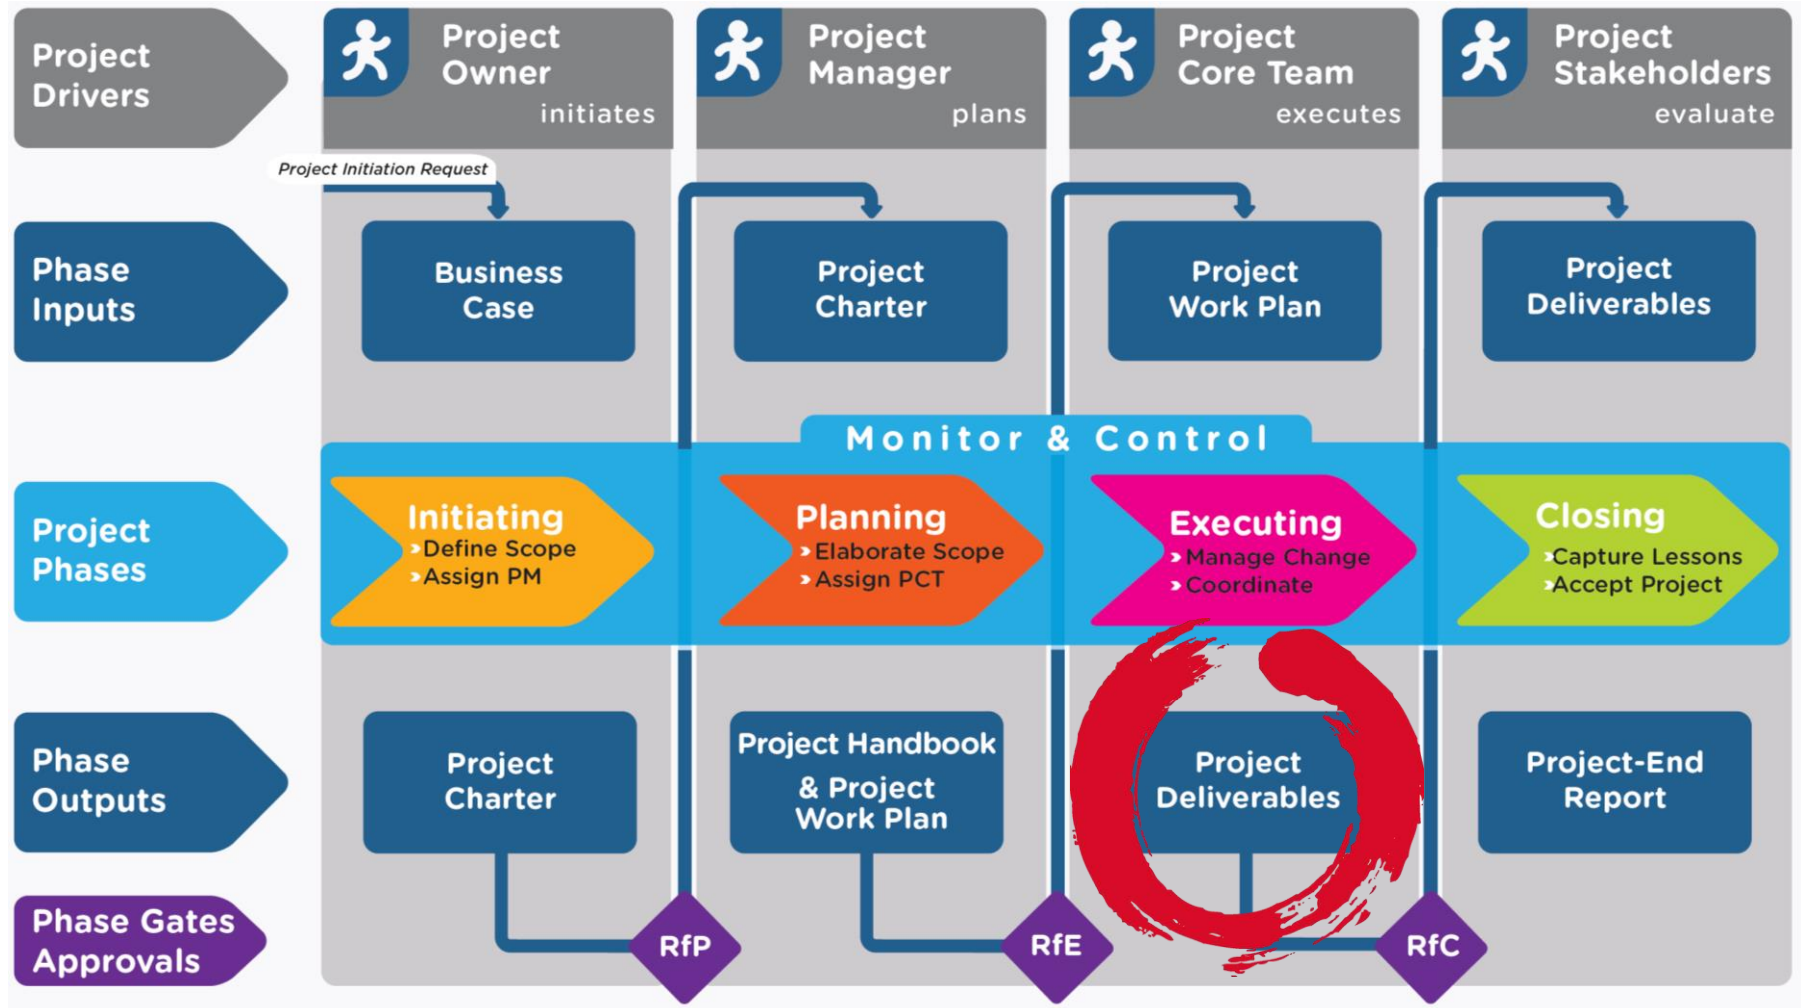 Project
Drivers
Project
Owner
initiates
Project
Manager
plans
Project
Core Team
executes
Project
Stakeholders
evaluate
Project Initiation Request
Phase
Inputs
Business
Case
Project
Charter
Project
Work Plan
Project
Deliverables
Monitor & Control
Project
Phases
Initiating
Define Scope
Assign PM
Planning
Elaborate Scope
Assign PCT
Executing
Manage Change
Coordinate
Closing
Capture Lessons
Accept Project
Phase
Outputs
Project
Charter
Project Handbook
& Project
Work Plan
Project
Deliverables
Project-End
Report
Phase Gates
Approvals
RfP
RfE
RfC